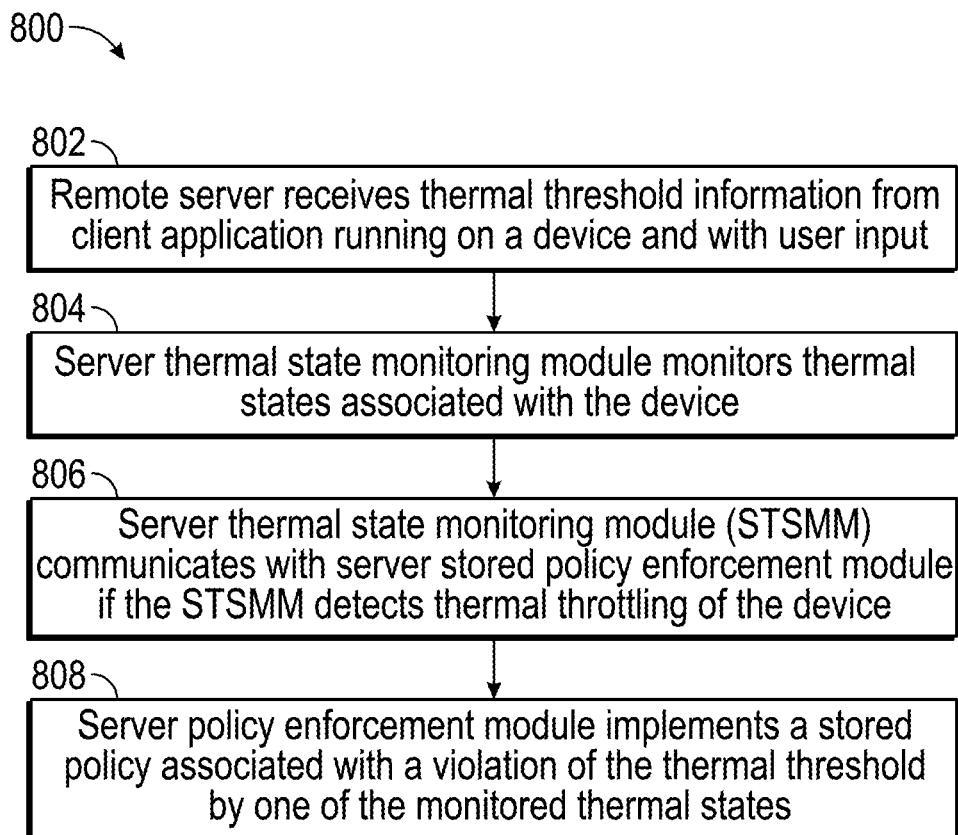 800
802
Remote server receives thermal threshold information from
client application running on a device and with user input
804
Server thermal state monitoring module monitors thermal
states associated with the device
806
Server thermal state monitoring module (STSMM)
communicates with server stored policy enforcement module
if the STSMM detects thermal throttling of the device
808
Server policy enforcement module implements a stored
policy associated with a violation of the thermal threshold
by one of the monitored thermal states